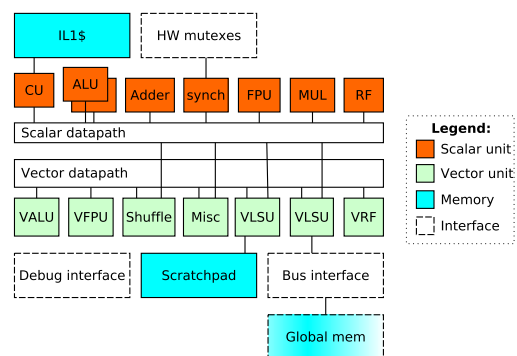 IL1$
HW mutexes
CU
ALU
Adder
synch
FPU
MUL
RF
Scalar datapath
Vector datapath
VALU
VFPU
Shuffle
Misc
VLSU
VLSU
VRF
Debug interface
Scratchpad
Bus interface
Global mem
Legend:
Scalar unit
Vector unit
Memory
Interface